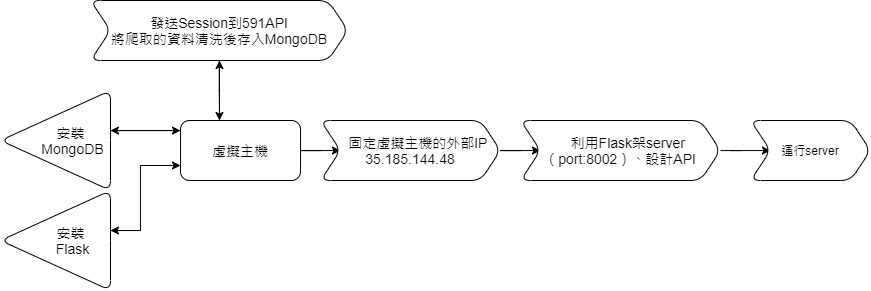 發送Session到591API
將爬取的資料清洗後存入MongoDB
安裝
MongoDB
虛擬主機
固定虛擬主機的外部IP
35.185.144.48
利用Flask架server
（port:8002）、設計API
運行server
安裝
Flask